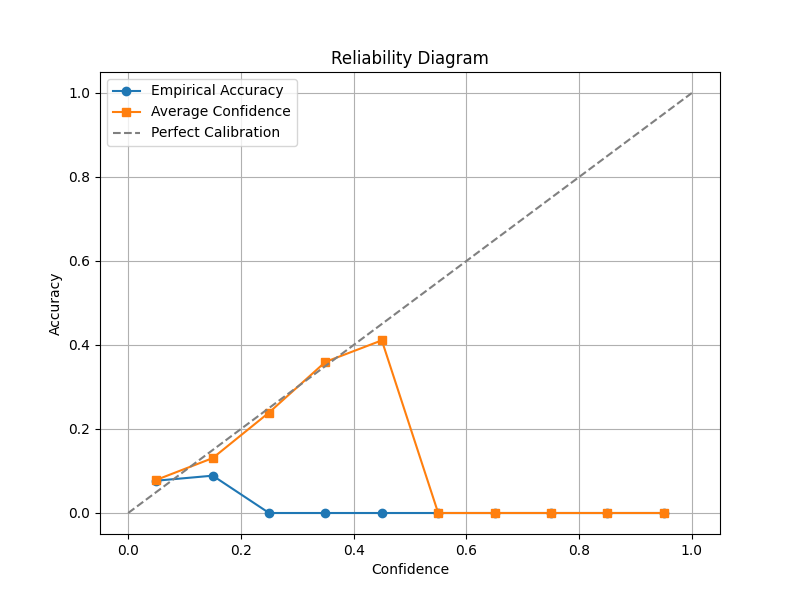 Reliability Diagram
Empirical Accuracy
Average Confidence
Perfect Calibration
1.0
0.8
0.6
0.4
0.2
0.0
Accuracy
0.0 0.2 0.4 0.6 0.8 1.0
Confidence